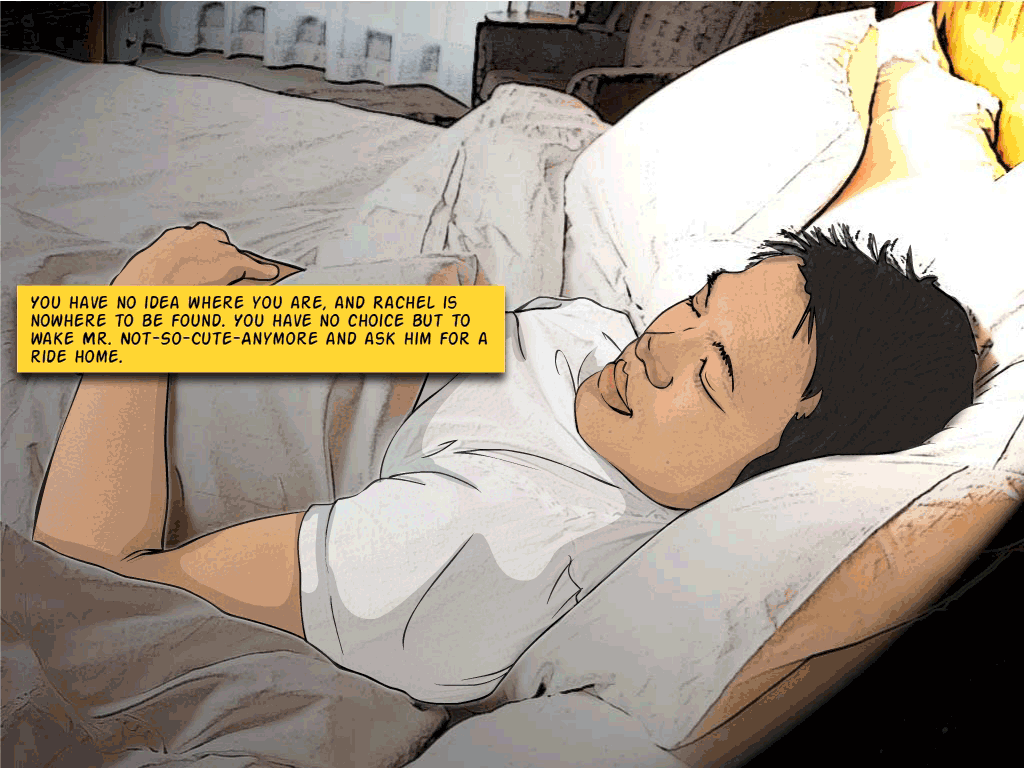 YOU HAVE NO IDEA WHERE YOU ARE, AND RACHEL IS
NOWHERE TO BE FOUND. YOU HAVE NO CHOICE BUT TO
WAKE MR. NOT-SO-CUTE-ANYMORE AND ASK HIM FOR A
RIDE HOME.